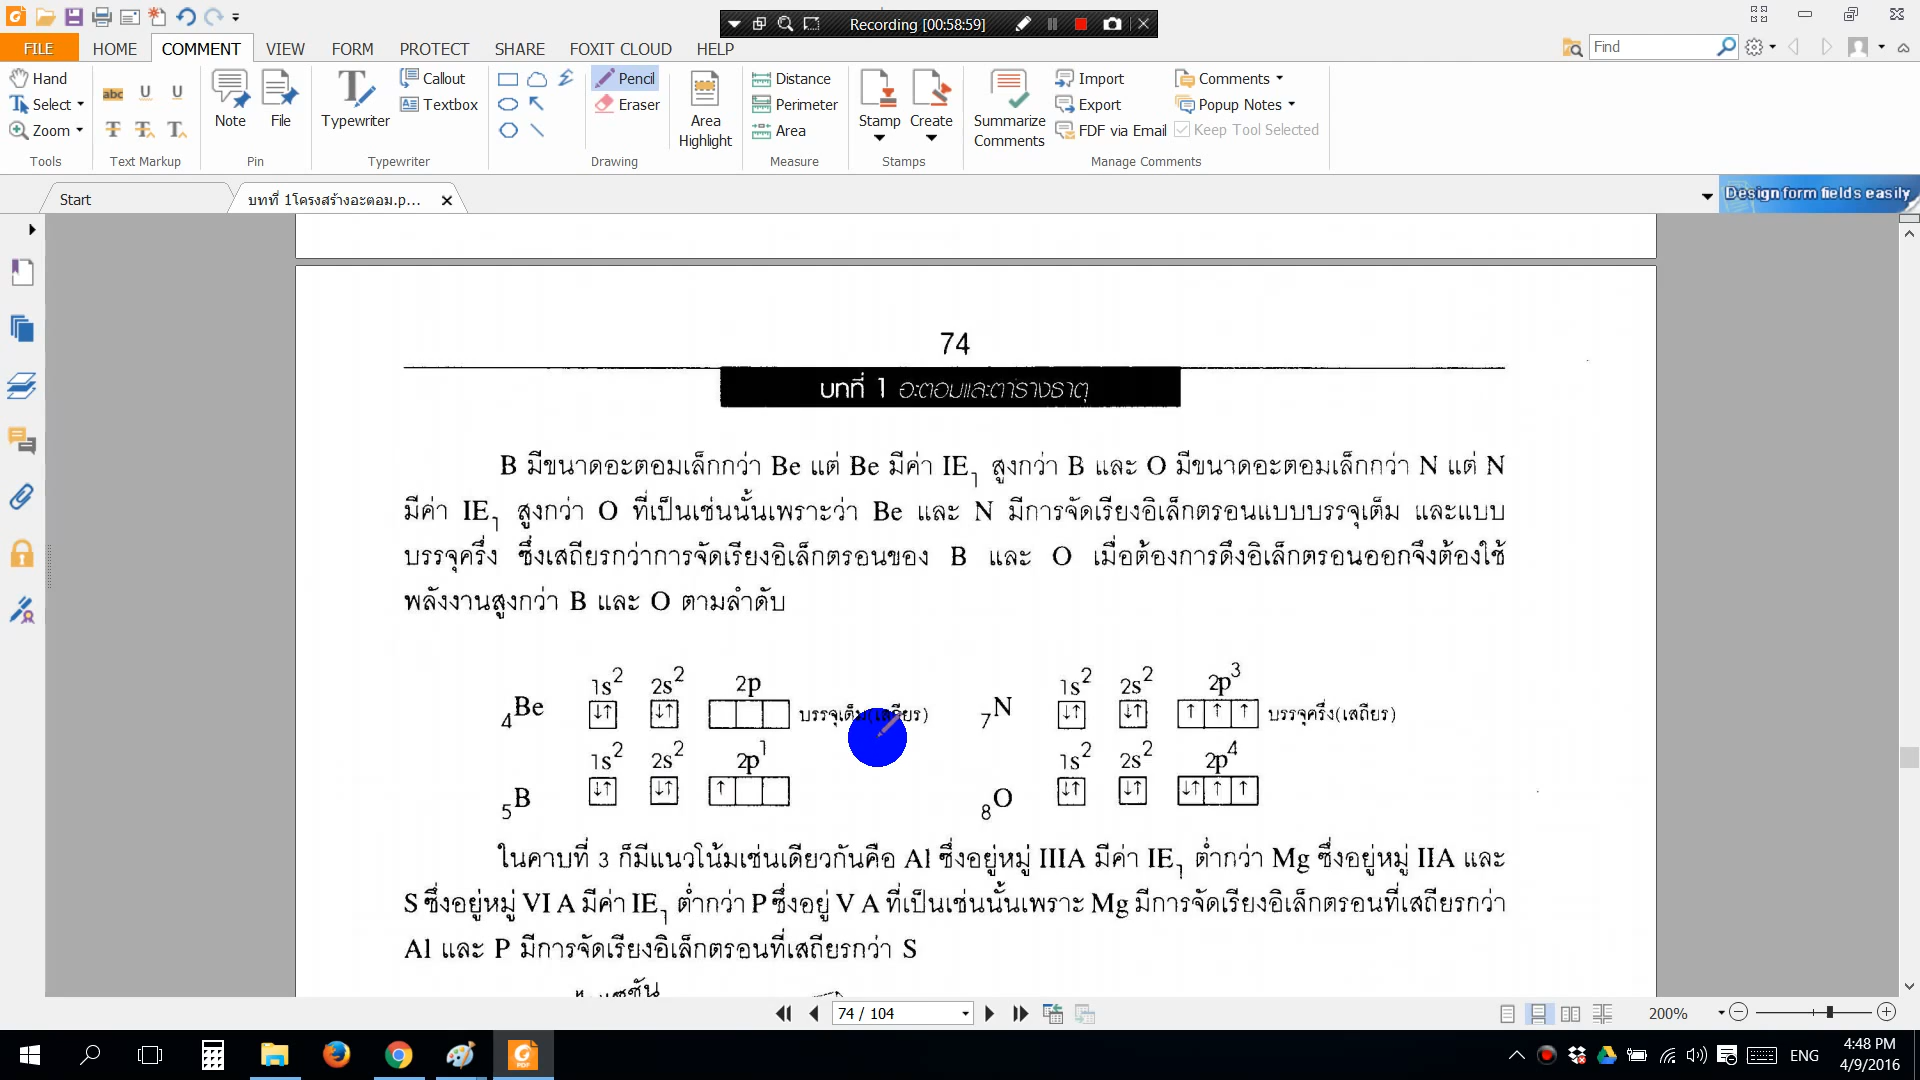 Recording [00:58:59]
FILE HOME COMMENT VIEW FORM PROTECT SHARE FOXIT CLOUD HELP
Find
Hand
Select
Zoom
Tools
abc U U
T T T
Text Markup
Note
File
Pin
Typewriter
Callout
Textbox
Typewriter
Pencil
Eraser
Drawing
Area Highlight
Distance
Perimeter
Area
Measure
Stamp
Create
Stamps
Summarize Comments
Import
Export
FDF via Email
Comments
Popup Notes
Keep Tool Selected
Manage Comments
Start
บทที่ 1โครงสร้างอะตอม.p...
Design form fields easily
74
บทที่ 1 อะตอมและตารางธาตุ
B มีขนาดอะตอมเล็กกว่า Be แต่ Be มีค่า IE₁ สูงกว่า B และ O มีขนาดอะตอมเล็กกว่า N แต่ N
มีค่า IE₁ สูงกว่า O ที่เป็นเช่นนั้นเพราะว่า Be และ N มีการจัดเรียงอิเล็กตรอนแบบบรรจุเต็ม และแบบ
บรรจุครึ่ง ซึ่งเสถียรกว่าการจัดเรียงอิเล็กตรอนของ B และ O เมื่อต้องการดึงอิเล็กตรอนออกจึงต้องใช้
พลังงานสูงกว่า B และ O ตามลำดับ
1s² 2s² 2p
₄Be ↓↑ ↓↑ บรรจุเต็ม(เสถียร)
1s² 2s² 2p³
₇N ↓↑ ↓↑ ↑ ↑ ↑ บรรจุครึ่ง(เสถียร)
1s² 2s² 2p¹
₅B ↓↑ ↓↑ ↑
1s² 2s² 2p⁴
₈O ↓↑ ↓↑ ↓↑ ↑ ↑
ในคาบที่ 3 ก็มีแนวโน้มเช่นเดียวกันคือ Al ซึ่งอยู่หมู่ IIIA มีค่า IE₁ ต่ำกว่า Mg ซึ่งอยู่หมู่ IIA และ
S ซึ่งอยู่หมู่ VI A มีค่า IE₁ ต่ำกว่า P ซึ่งอยู่ V A ที่เป็นเช่นนั้นเพราะ Mg มีการจัดเรียงอิเล็กตรอนที่เสถียรกว่า
Al และ P มีการจัดเรียงอิเล็กตรอนที่เสถียรกว่า S
74 / 104
200%
PDF
ENG
4:48 PM
4/9/2016